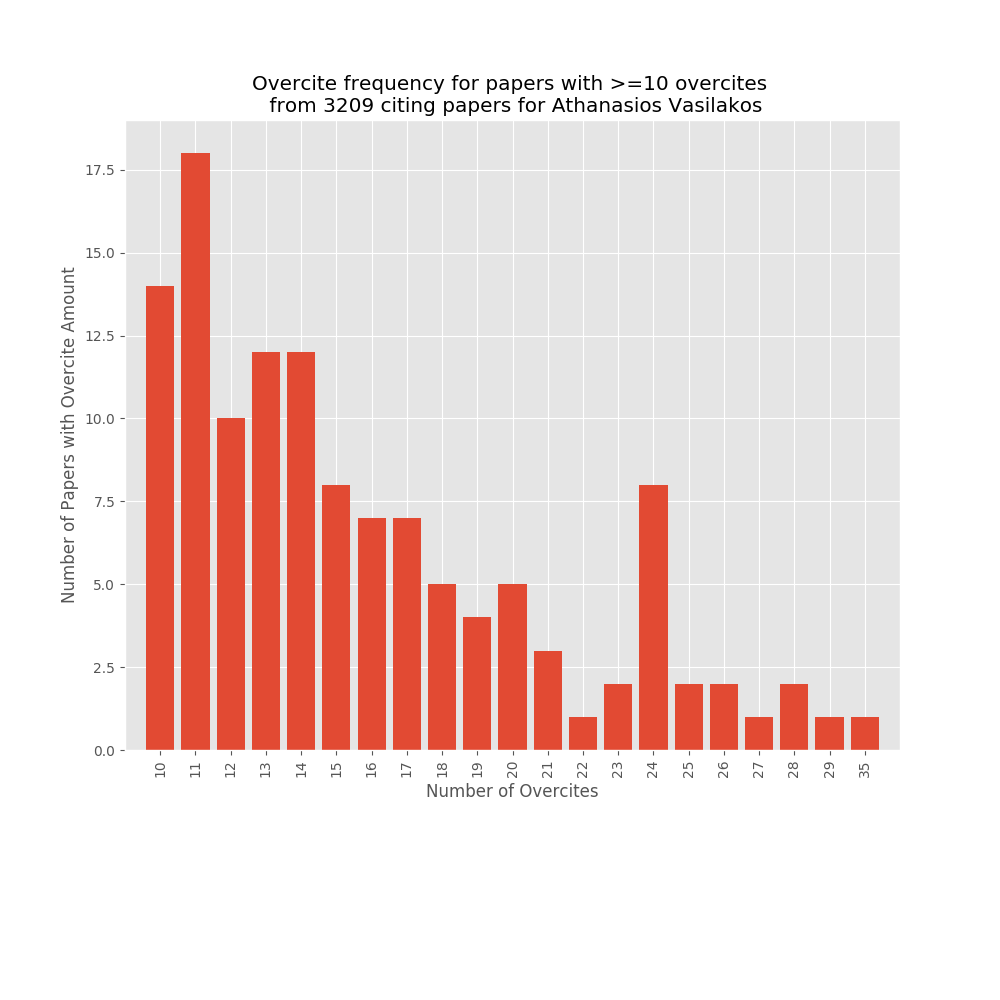 Overcite frequency for papers with >=10 overcites
from 3209 citing papers for Athanasios Vasilakos
Number of Papers with Overcite Amount
17.5
15.0
12.5
10.0
7.5
5.0
2.5
0.0
10 11 12 13 14 15 16 17 18 19 20 21 22 23 24 25 26 27 28 29 35
Number of Overcites